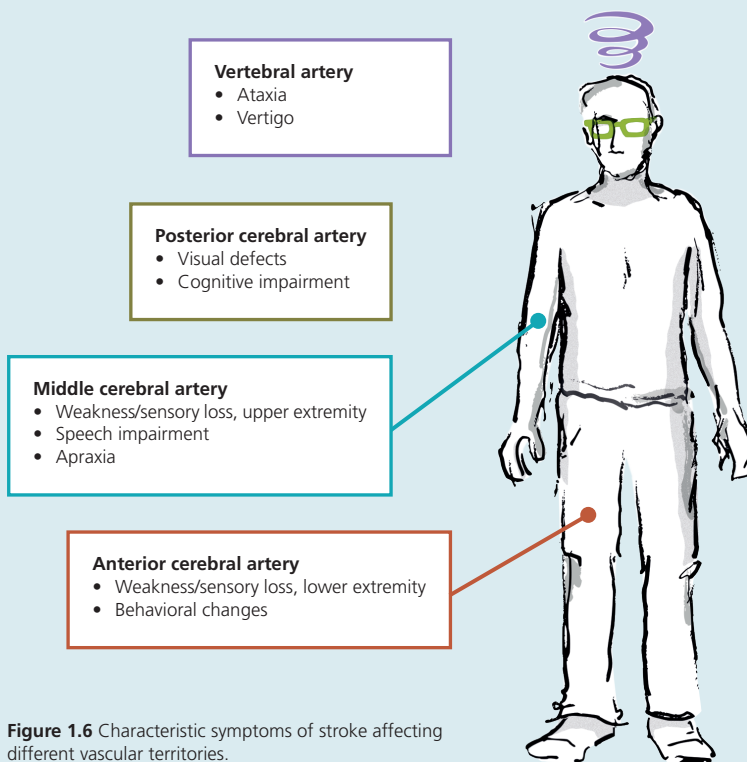 Vertebral artery
• Ataxia
• Vertigo
Posterior cerebral artery
• Visual defects
• Cognitive impairment
Middle cerebral artery
• Weakness/sensory loss, upper extremity
• Speech impairment
• Apraxia
Anterior cerebral artery
• Weakness/sensory loss, lower extremity
• Behavioral changes
Figure 1.6 Characteristic symptoms of stroke affecting
different vascular territories.